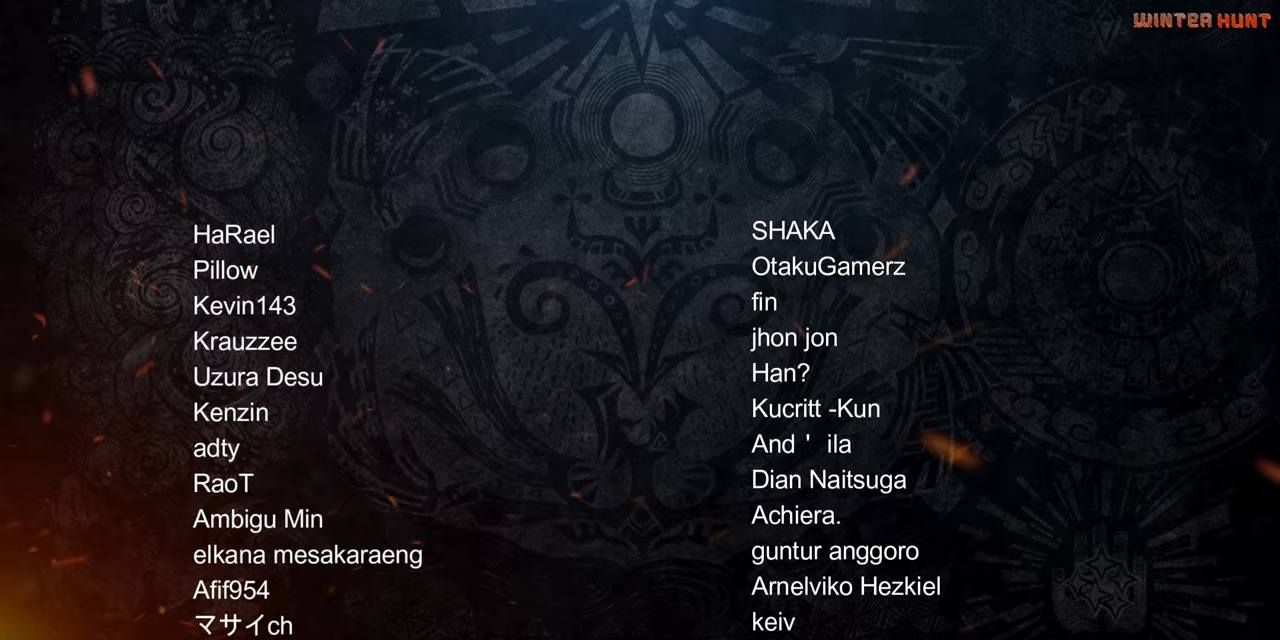 WINTER HUNT
HaRael
Pillow
Kevin143
Krauzzee
Uzura Desu
Kenzin
adty
RaoT
Ambigu Min
elkana mesakaraeng
Afif954
マサイch
SHAKA
OtakuGamerz
fin
jhon jon
Han?
Kucritt -Kun
And ' ila
Dian Naitsuga
Achiera.
guntur anggoro
Arnelviko Hezkiel
keiv